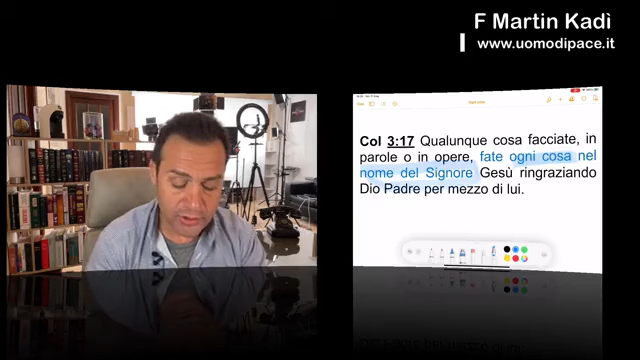 F Martin Kadì
www.uomodipace.it
Col 3:17 Qualunque cosa facciate, in
parole o in opere, fate ogni cosa nel
nome del Signore Gesù ringraziando
Dio Padre per mezzo di lui.